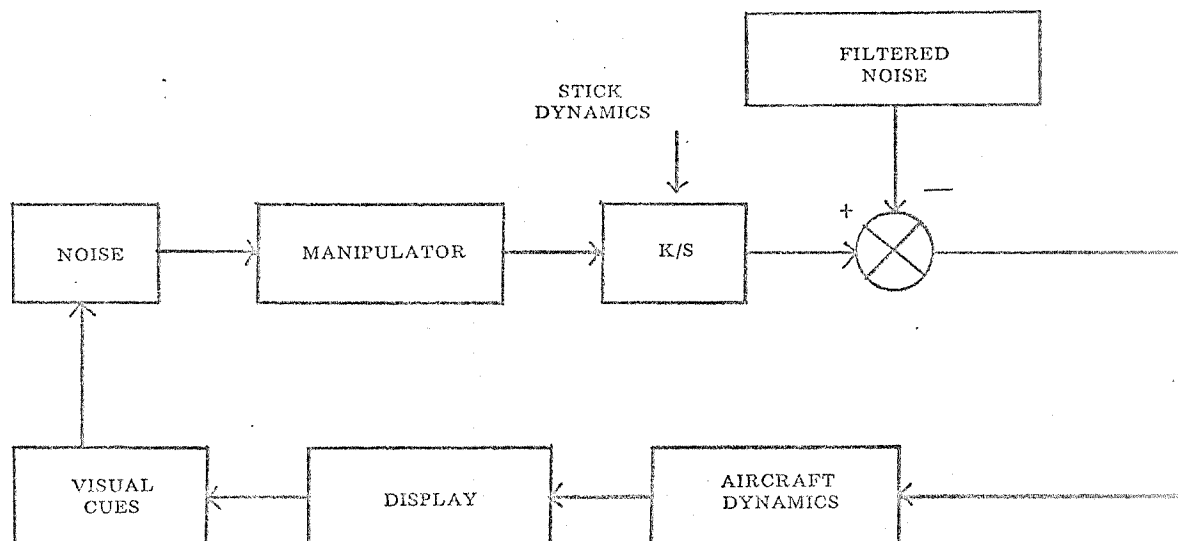 FILTERED
NOISE
STICK
DYNAMICS
—
+
NOISE
MANIPULATOR
K/S
VISUAL
CUES
DISPLAY
AIRCRAFT
DYNAMICS